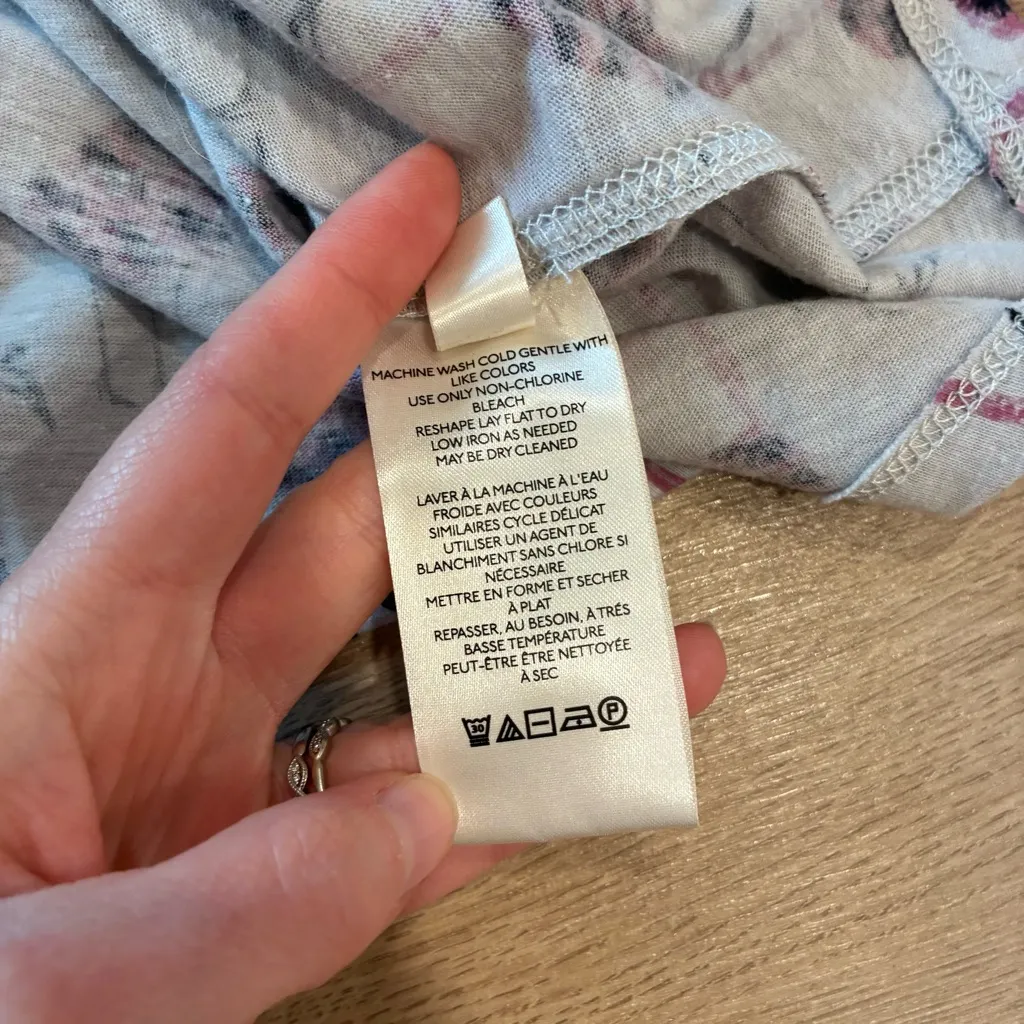 MACHINE WASH COLD GENTLE WITH
LIKE COLORS
USE ONLY NON-CHLORINE
BLEACH
RESHAPE LAY FLAT TO DRY
LOW IRON AS NEEDED
MAY BE DRY CLEANED
LAVER À LA MACHINE À L'EAU
FROIDE AVEC COULEURS
SIMILAIRES CYCLE DÉLICAT
UTILISER UN AGENT DE
BLANCHIMENT SANS CHLORE SI
NÉCESSAIRE
METTRE EN FORME ET SECHER
À PLAT
REPASSER, AU BESOIN, À TRÉS
BASSE TEMPÉRATURE
PEUT-ÊTRE ÊTRE NETTOYÉE
À SEC
30 P